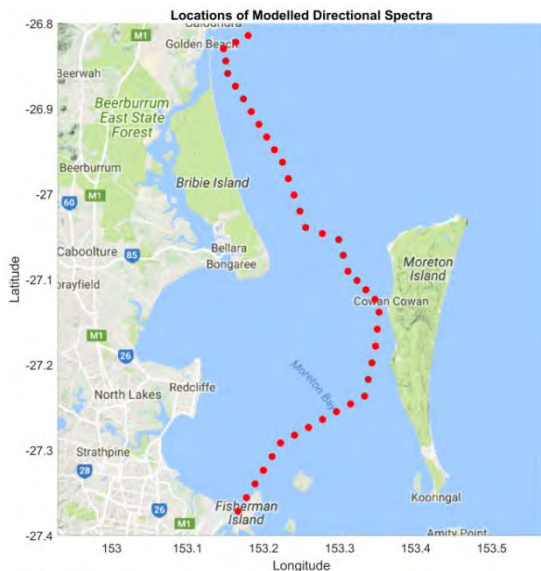 Locations of Modelled Directional Spectra
-26.8
M1
Golden Beach
Beerwah
Beerburrum
East State
Forest
-26.9
Beerburrum
M1
Bribie Island
60
-27
Caboolture
85
Bellara
Bongaree
Moreton
Island
-27.1
Cowan Cowan
M1
-27.2
26
Moreton Bay
North Lakes
Redcliffe
-27.3
Strathpine
28
26
Fisherman
Island
Kooringal
M1
Amity Point
-27.4
153
153.1
153.2
153.3
153.4
153.5
Longitude
Latitude